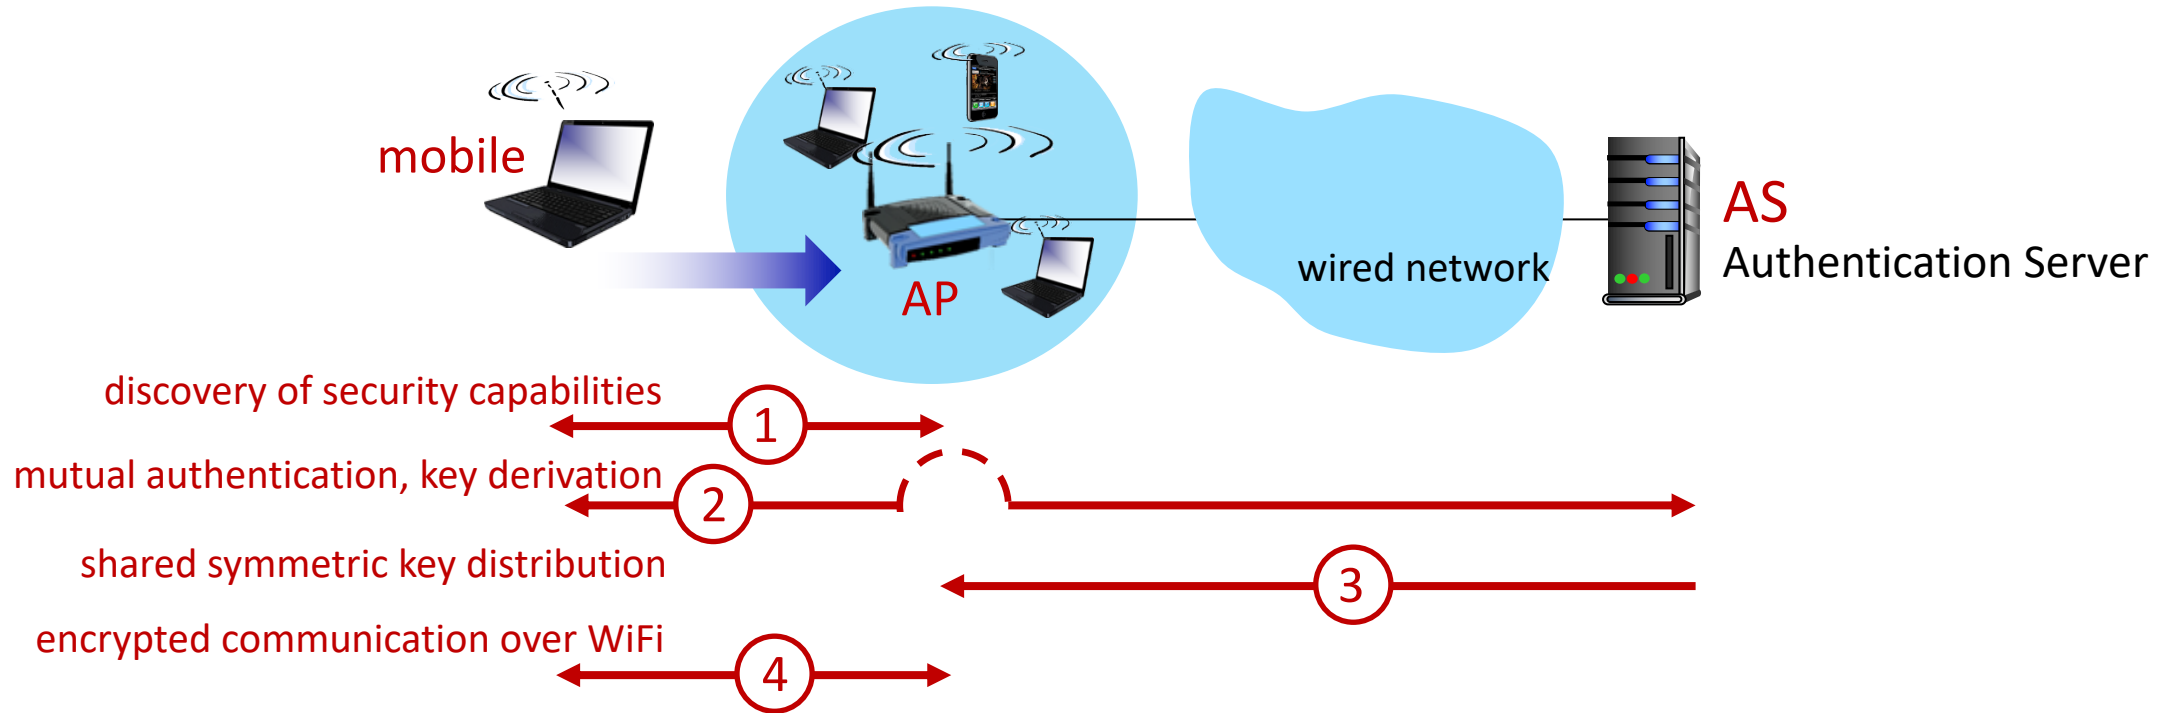 mobile
AP
wired network
AS
Authentication Server
discovery of security capabilities
1
mutual authentication, key derivation
2
shared symmetric key distribution
3
encrypted communication over WiFi
4